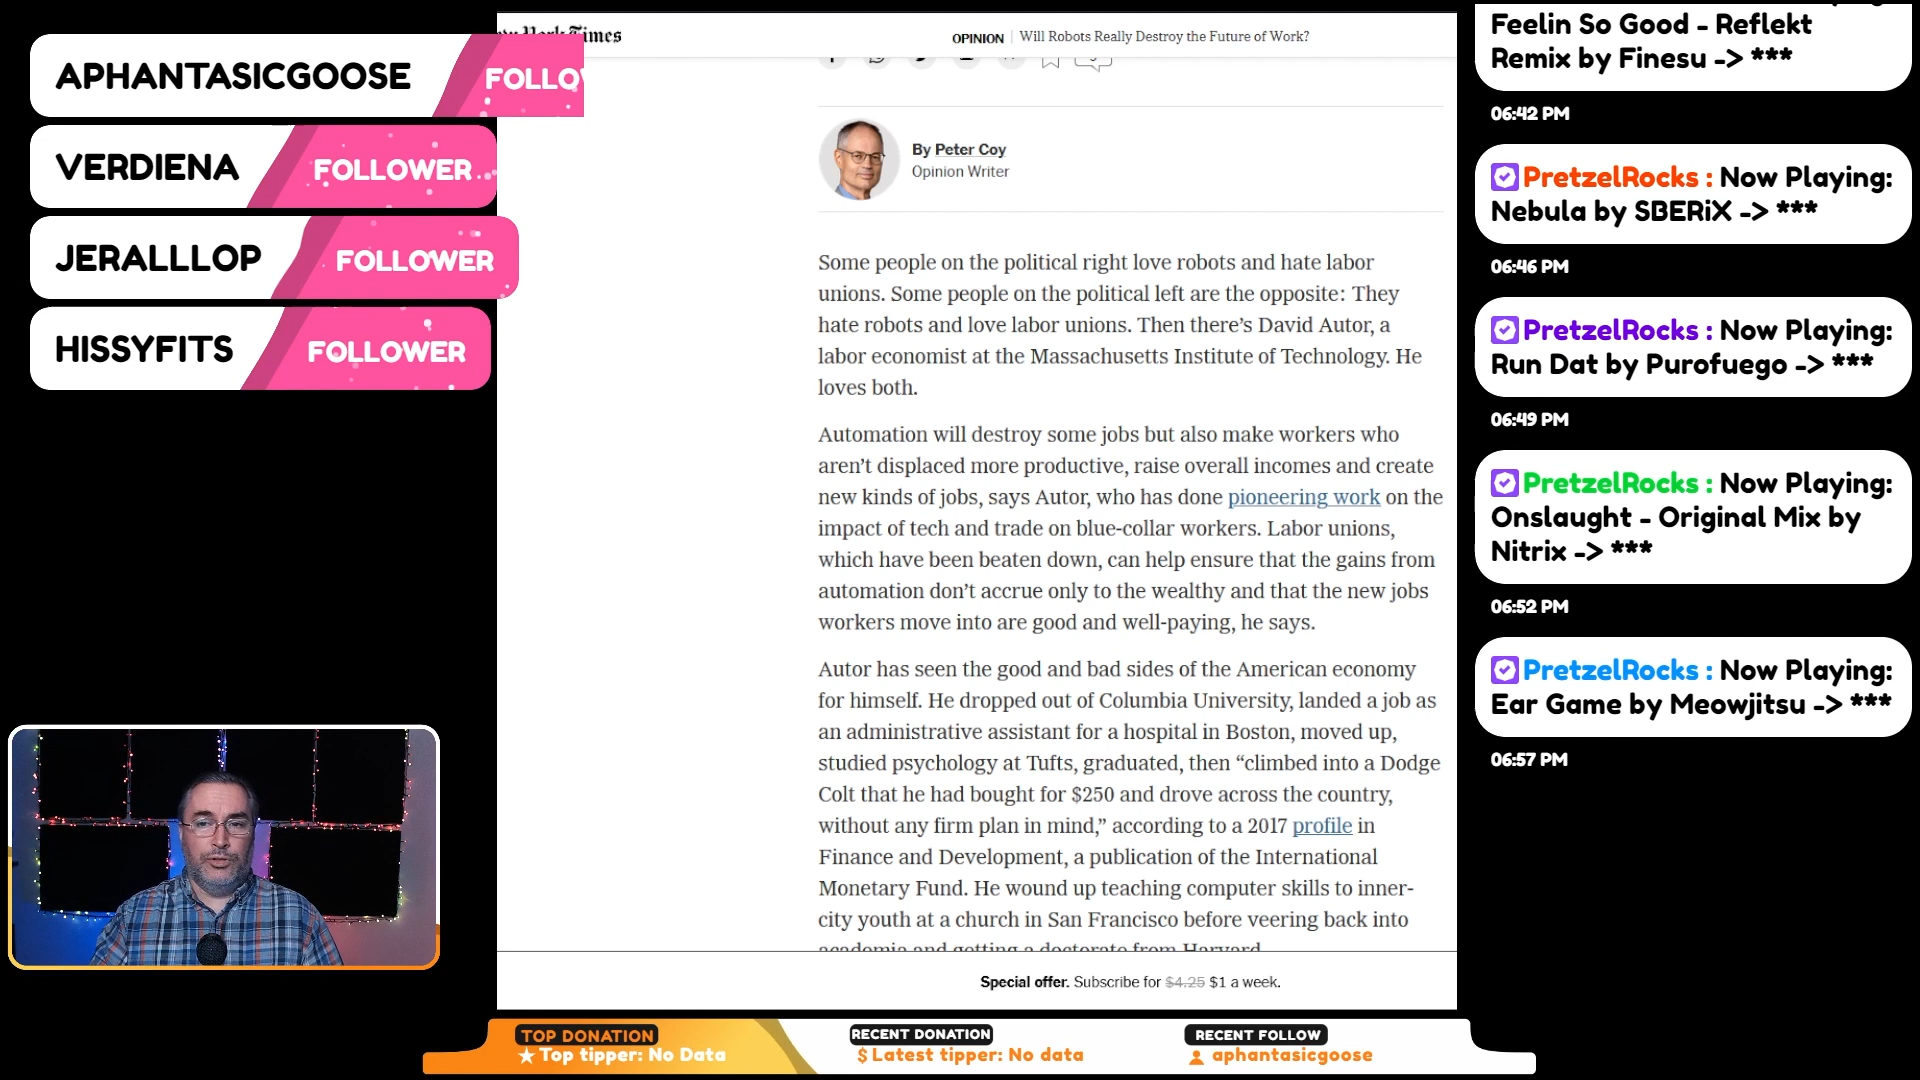 APHANTASICGOOSE
VERDIENA
FOLLOWER
JERALLLOP
FOLLOWER
HISSYFITS
FOLLOWER
Times
OPINION | Will Robots Really Destroy the Future of Work?
By Peter Coy
Opinion Writer
Some people on the political right love robots and hate labor
unions. Some people on the political left are the opposite: They
hate robots and love labor unions. Then there’s David Autor, a
labor economist at the Massachusetts Institute of Technology. He
loves both.
Automation will destroy some jobs but also make workers who
aren’t displaced more productive, raise overall incomes and create
new kinds of jobs, says Autor, who has done pioneering work on the
impact of tech and trade on blue-collar workers. Labor unions,
which have been beaten down, can help ensure that the gains from
automation don’t accrue only to the wealthy and that the new jobs
workers move into are good and well-paying, he says.
Autor has seen the good and bad sides of the American economy
for himself. He dropped out of Columbia University, landed a job as
an administrative assistant for a hospital in Boston, moved up,
studied psychology at Tufts, graduated, then “climbed into a Dodge
Colt that he had bought for $250 and drove across the country,
without any firm plan in mind,” according to a 2017 profile in
Finance and Development, a publication of the International
Monetary Fund. He wound up teaching computer skills to inner-
city youth at a church in San Francisco before veering back into
academia and getting a doctorate from Harvard.
Special offer. Subscribe for $4.25 $1 a week.
Feelin So Good - Reflekt
Remix by Finesu -> ***
06:42 PM
PretzelRocks : Now Playing:
Nebula by SBERiX -> ***
06:46 PM
PretzelRocks : Now Playing:
Run Dat by Purofuego -> ***
06:49 PM
PretzelRocks : Now Playing:
Onslaught - Original Mix by
Nitrix -> ***
06:52 PM
PretzelRocks : Now Playing:
Ear Game by Meowjitsu -> ***
06:57 PM
TOP DONATION
Top tipper: No Data
RECENT DONATION
$ Latest tipper: No data
RECENT FOLLOW
aphantasicgoose